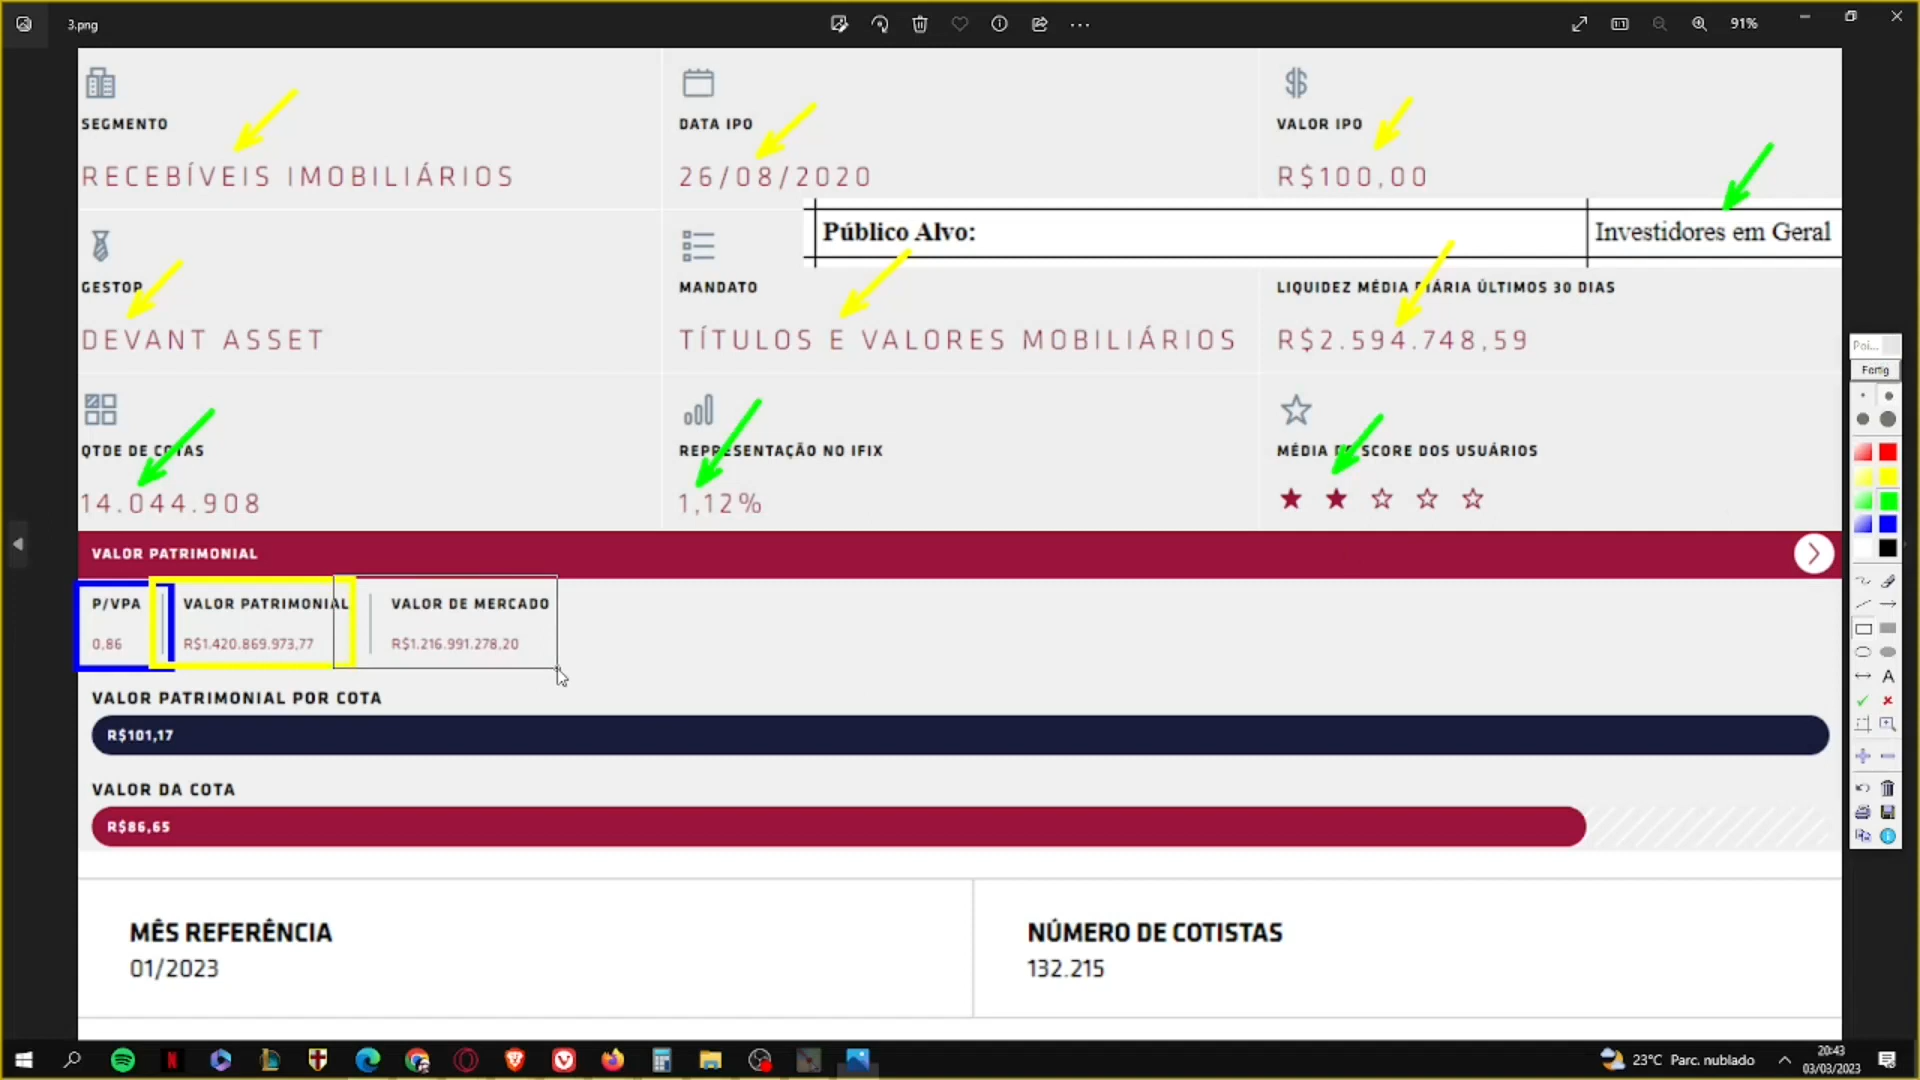 3.png
91%
SEGMENTO
RECEBÍVEIS IMOBILIÁRIOS
DATA IPO
26/08/2020
VALOR IPO
R$100,00
Público Alvo:
Investidores em Geral
GESTOR
DEVANT ASSET
MANDATO
TÍTULOS E VALORES MOBILIÁRIOS
LIQUIDEZ MÉDIA DIÁRIA ÚLTIMOS 30 DIAS
R$2.594.748,59
QTDE DE COTAS
14.044.908
REPRESENTAÇÃO NO IFIX
1,12%
MÉDIA DO SCORE DOS USUÁRIOS
VALOR PATRIMONIAL
P/VPA
0,86
VALOR PATRIMONIAL
R$1.420.869.973,77
VALOR DE MERCADO
R$1.216.991.278,20
VALOR PATRIMONIAL POR COTA
R$101,17
VALOR DA COTA
R$86,65
MÊS REFERÊNCIA
01/2023
NÚMERO DE COTISTAS
132.215
Poi...
Fertig
A
23°C Parc. nublado
20:43
03/03/2023